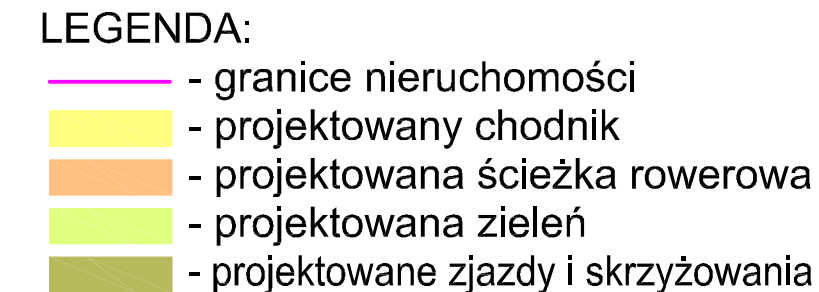 LEGENDA:
- granice nieruchomości
- projektowany chodnik
- projektowana ścieżka rowerowa
- projektowana zieleń
- projektowane zjazdy i skrzyżowania